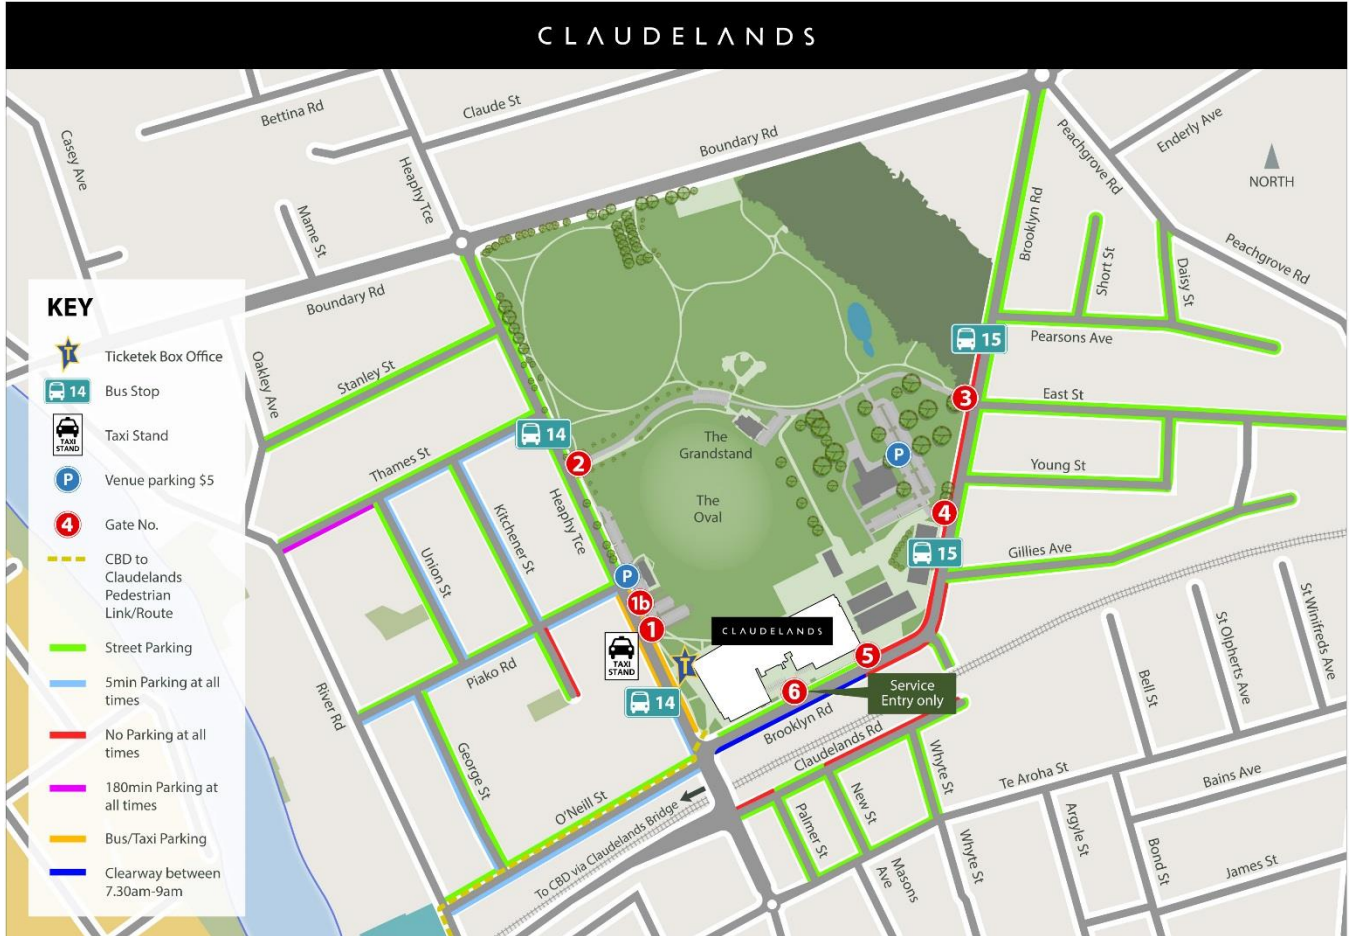 CLAUDELANDS
Bettina Rd
Claude St
Boundary Rd
Casey Ave
Heaphy Tce
Mame St
Peachgrove Rd
Enderly Ave
NORTH
Brooklyn Rd
Short St
Daisy St
Peachgrove Rd
Boundary Rd
KEY
Ticketek Box Office
14
Bus Stop
TAXI
STAND
Taxi Stand
P
Venue parking $5
4
Gate No.
CBD to
Claudelands
Pedestrian
Link/Route
Street Parking
5min Parking at all
times
No Parking at all
times
180min Parking at
all times
Bus/Taxi Parking
Clearway between
7.30am-9am
Oakley Ave
Stanley St
Thames St
Kitchener St
Union St
Heaphy Tce
14
2
The
Grandstand
The
Oval
15
Pearsons Ave
3
East St
P
Young St
4
15
Gillies Ave
P
1b
1
TAXI
STAND
T
14
CLAUDELANDS
5
6
Service
Entry only
Brooklyn Rd
Claudelands Rd
Piako Rd
River Rd
George St
O'Neill St
To CBD via Claudelands Bridge
Palmer St
New St
Whyte St
Masons
Ave
Whyte St
Te Aroha St
Argyle St
Bond St
Bell St
St Olpherts Ave
St Winifreds Ave
Bains Ave
James St